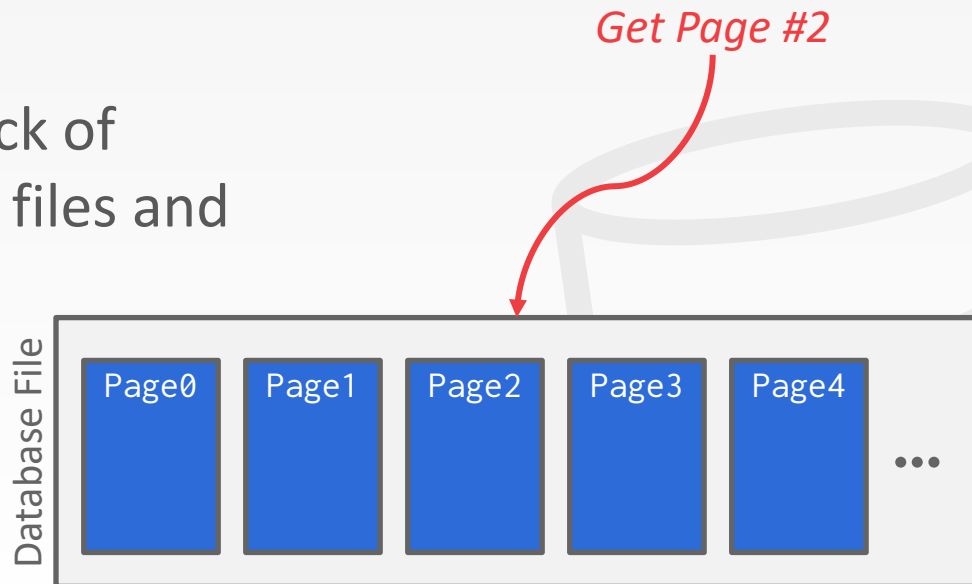 Get Page #2
ck of
files and
Database File
Page0 Page1 Page2 Page3 Page4
...